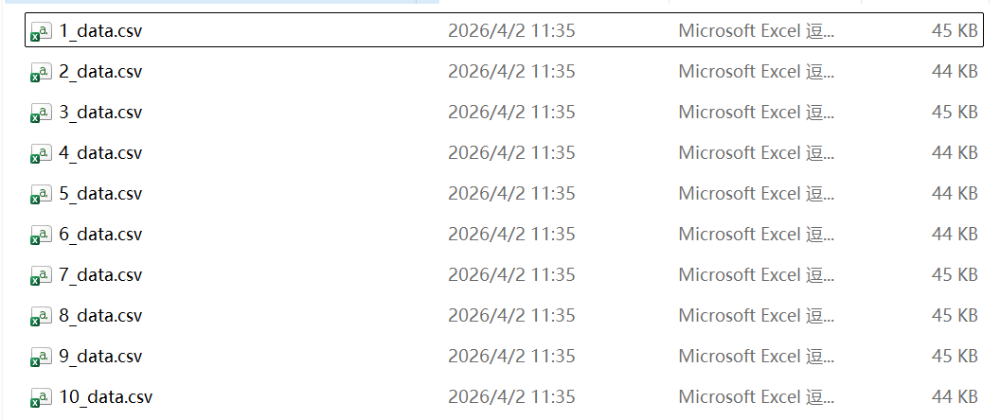 1_data.csv 2026/4/2 11:35 Microsoft Excel 逗... 45 KB
2_data.csv 2026/4/2 11:35 Microsoft Excel 逗... 44 KB
3_data.csv 2026/4/2 11:35 Microsoft Excel 逗... 45 KB
4_data.csv 2026/4/2 11:35 Microsoft Excel 逗... 44 KB
5_data.csv 2026/4/2 11:35 Microsoft Excel 逗... 44 KB
6_data.csv 2026/4/2 11:35 Microsoft Excel 逗... 44 KB
7_data.csv 2026/4/2 11:35 Microsoft Excel 逗... 45 KB
8_data.csv 2026/4/2 11:35 Microsoft Excel 逗... 45 KB
9_data.csv 2026/4/2 11:35 Microsoft Excel 逗... 45 KB
10_data.csv 2026/4/2 11:35 Microsoft Excel 逗... 44 KB